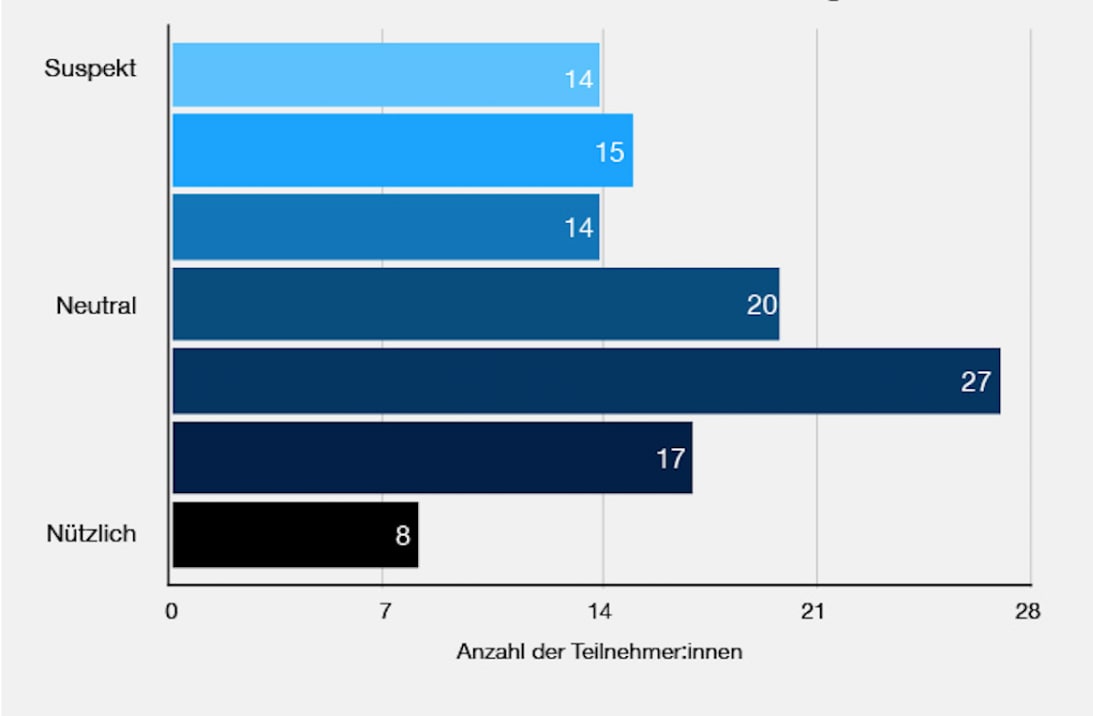 Suspekt
14
15
14
Neutral
20
27
17
Nützlich
8
0 7 14 21 28
Anzahl der Teilnehmer:innen